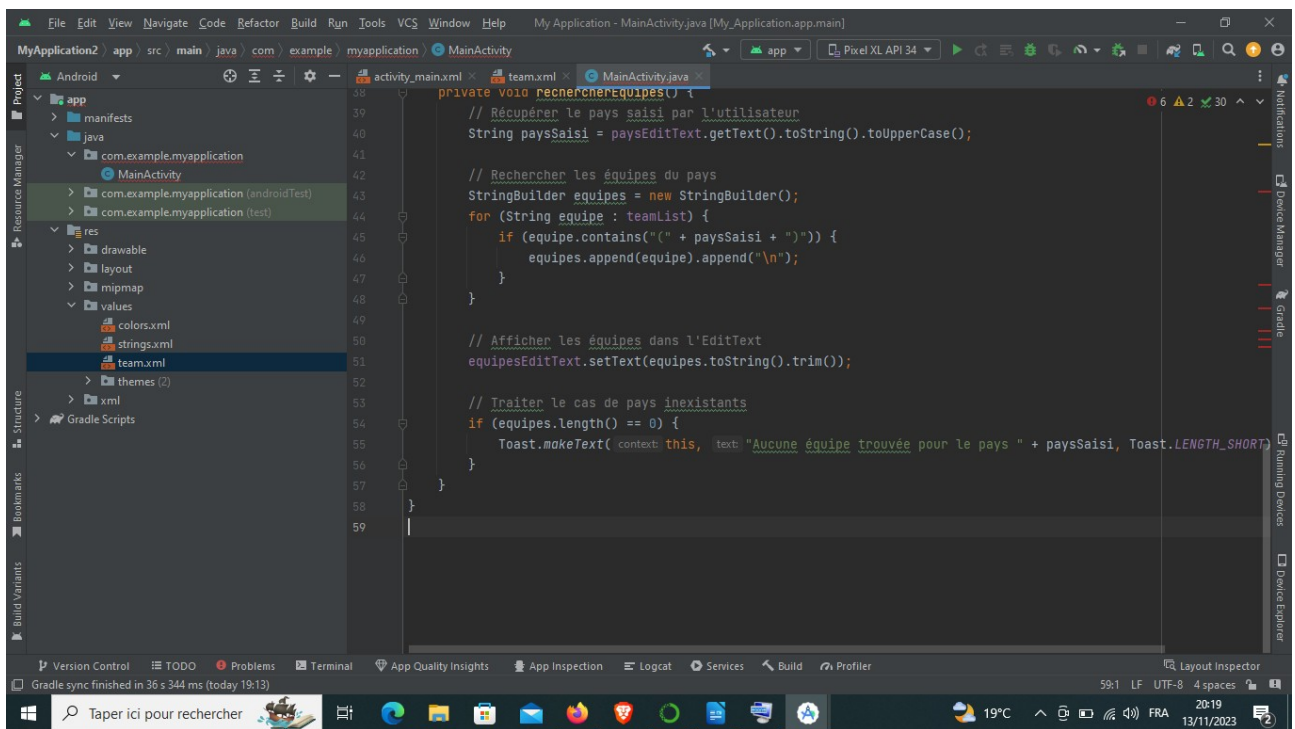 File Edit View Navigate Code Refactor Build Run Tools VCS Window Help My Application - MainActivity.java [My_Application.app.main]
MyApplication2 app src main java com example myapplication MainActivity app Pixel XL API 34
Project
Android
activity_main.xml team.xml MainActivity.java
app
manifests
java
com.example.myapplication
MainActivity
com.example.myapplication (androidTest)
com.example.myapplication (test)
res
drawable
layout
mipmap
values
colors.xml
strings.xml
team.xml
themes (2)
xml
Gradle Scripts
Resource Manager
Structure
Bookmarks
Build Variants
6 2 30
38 private void rechercherEquipes() {
39 // Récupérer le pays saisi par l'utilisateur
40 String paysSaisi = paysEditText.getText().toString().toUpperCase();
41
42 // Rechercher les équipes du pays
43 StringBuilder equipes = new StringBuilder();
44 for (String equipe : teamList) {
45 if (equipe.contains("(" + paysSaisi + ")")) {
46 equipes.append(equipe).append("\n");
47 }
48 }
49
50 // Afficher les équipes dans l'EditText
51 equipesEditText.setText(equipes.toString().trim());
52
53 // Traiter le cas de pays inexistants
54 if (equipes.length() == 0) {
55 Toast.makeText( context: this, text: "Aucune équipe trouvée pour le pays " + paysSaisi, Toast.LENGTH_SHORT)
56 }
57 }
58 }
59
Notifications
Device Manager
Gradle
Running Devices
Device Explorer
Version Control TODO Problems Terminal App Quality Insights App Inspection Logcat Services Build Profiler Layout Inspector
Gradle sync finished in 36 s 344 ms (today 19:13) 59:1 LF UTF-8 4 spaces
Taper ici pour rechercher 19°C FRA 20:19
13/11/2023
2